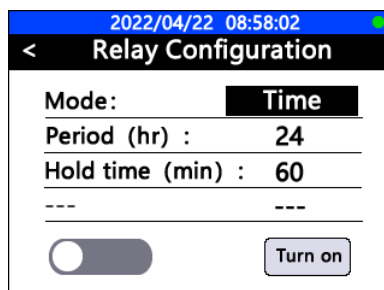 2022/04/22 08:58:02
< Relay Configuration
Mode: Time
Period (hr) : 24
Hold time (min) : 60
--- ---
Turn on